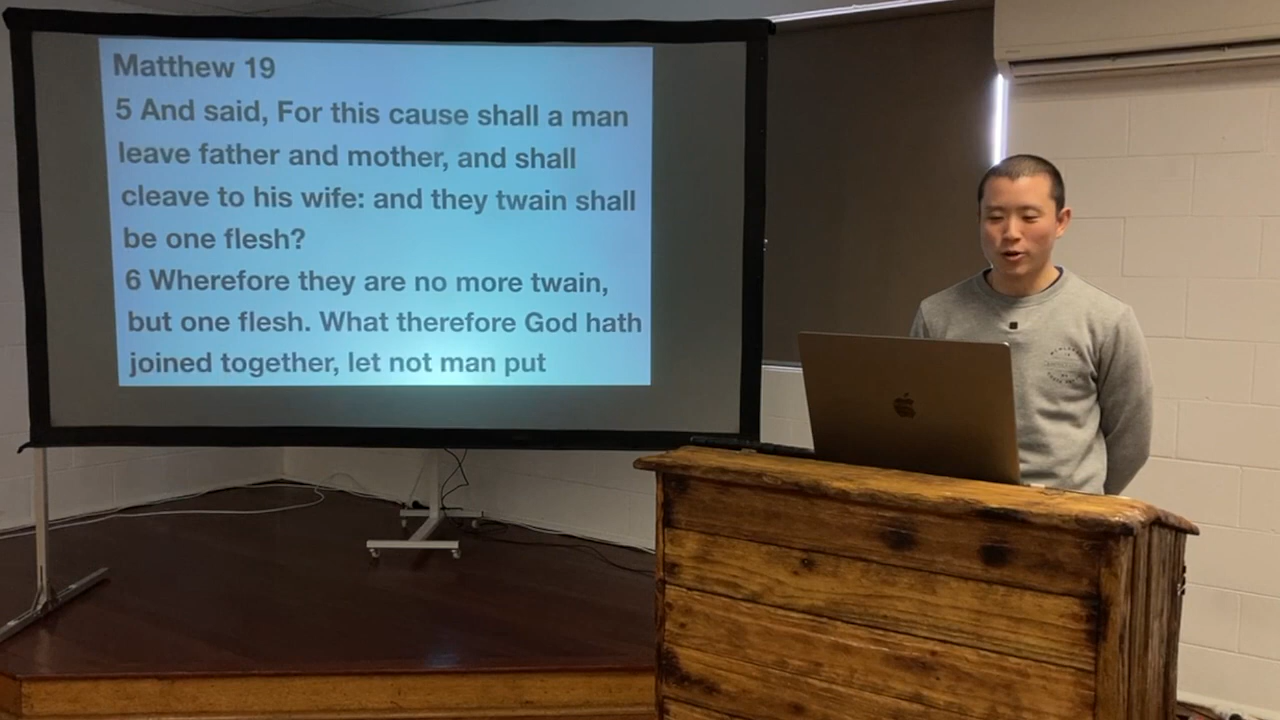 Matthew 19
5 And said, For this cause shall a man
leave father and mother, and shall
cleave to his wife: and they twain shall
be one flesh?
6 Wherefore they are no more twain,
but one flesh. What therefore God hath
joined together, let not man put